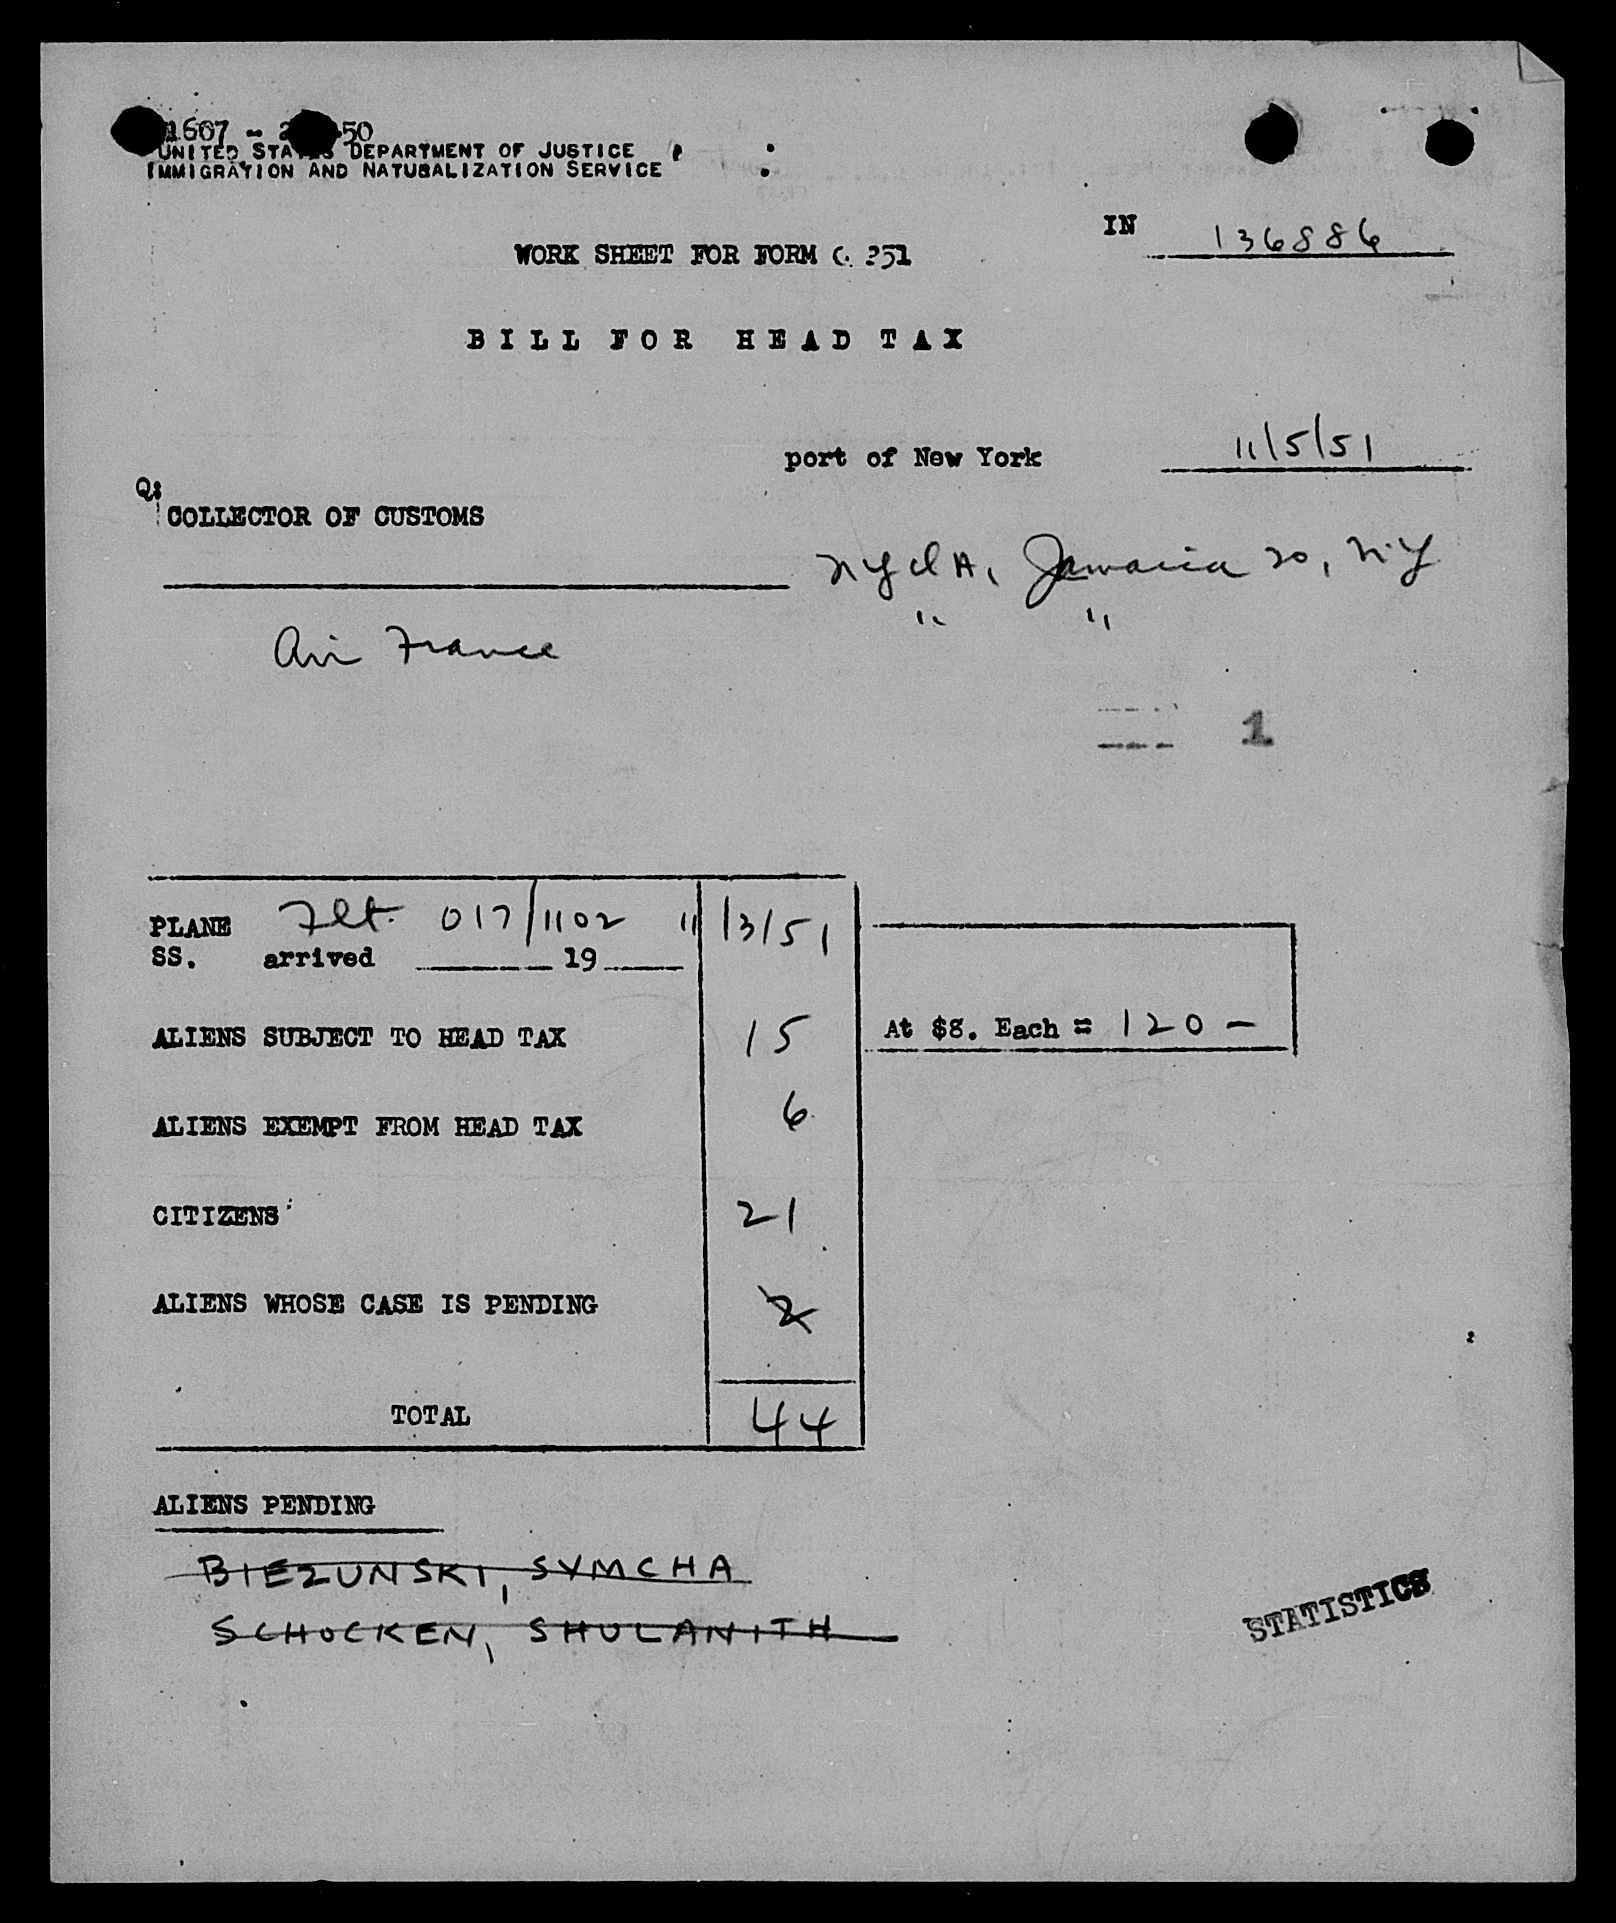 1607 - 50
UNITED STATES DEPARTMENT OF JUSTICE
IMMIGRATION AND NATURALIZATION SERVICE
IN 136886
WORK SHEET FOR FORM 251
BILL FOR HEAD TAX
port of New York 11/5/51
COLLECTOR OF CUSTOMS
Jamaica 20, N.Y
" "
Air France
1
PLANE Flt. 017/1102 11/3/51
SS. arrived 19
ALIENS SUBJECT TO HEAD TAX 15 At $8. Each = 120 -
ALIENS EXEMPT FROM HEAD TAX 6
CITIZENS 21
ALIENS WHOSE CASE IS PENDING 2
TOTAL 44
ALIENS PENDING
BIEZUNSKI, SYMCHA
SCHOCKEN, SHULANITH
STATISTICS